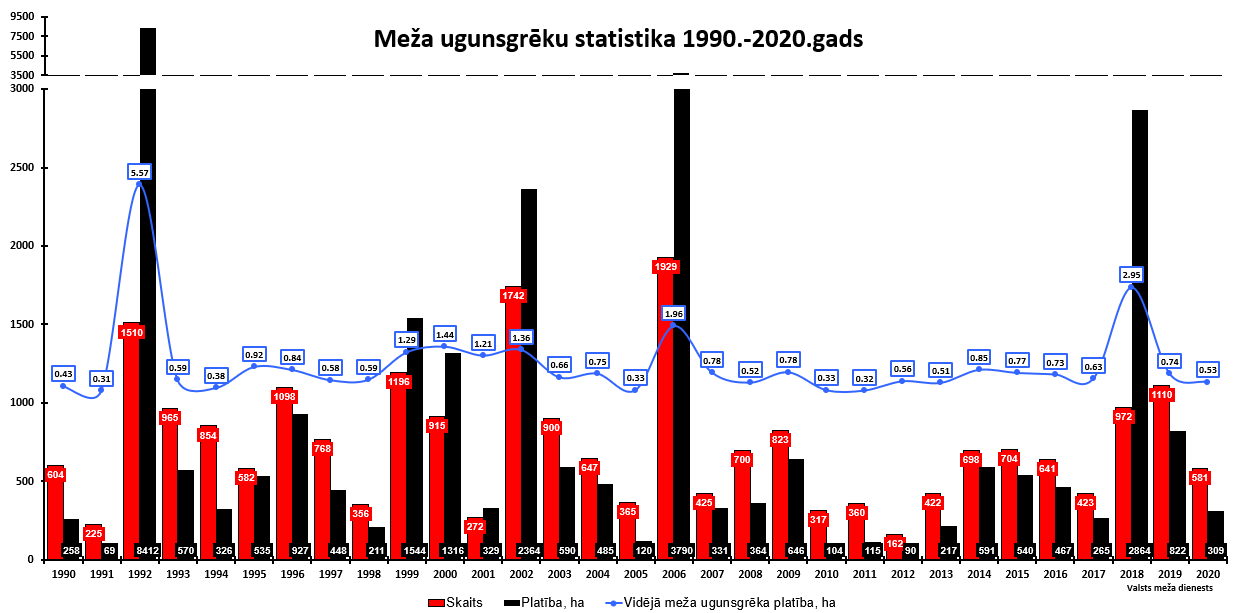 Meža ugunsgrēku statistika 1990.-2020.gads
9500
7500
5500
3500
3000
2500
2000
1500
1000
500
0
0.43 0.31 5.57 0.59 0.38 0.92 0.84 0.58 0.59 1.29 1.44 1.21 1.36 0.66 0.75 0.33 1.96 0.78 0.52 0.78 0.33 0.32 0.56 0.51 0.85 0.77 0.73 0.63 2.95 0.74 0.53
604 225 1510 965 854 582 1098 768 356 1196 915 272 1742 900 647 365 1929 425 700 823 317 360 162 422 698 704 641 423 972 1110 581
258 69 8412 570 326 535 927 448 211 1544 1316 329 2364 590 485 120 3790 331 364 646 104 115 90 217 591 540 467 265 2864 822 309
1990 1991 1992 1993 1994 1995 1996 1997 1998 1999 2000 2001 2002 2003 2004 2005 2006 2007 2008 2009 2010 2011 2012 2013 2014 2015 2016 2017 2018 2019 2020
Valsts meža dienests
Skaits Platība, ha Vidējā meža ugunsgrēka platība, ha